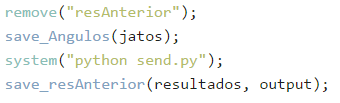 remove("resAnterior");
save_Angulos(jatos);
system("python send.py");
save_resAnterior(resultados, output);